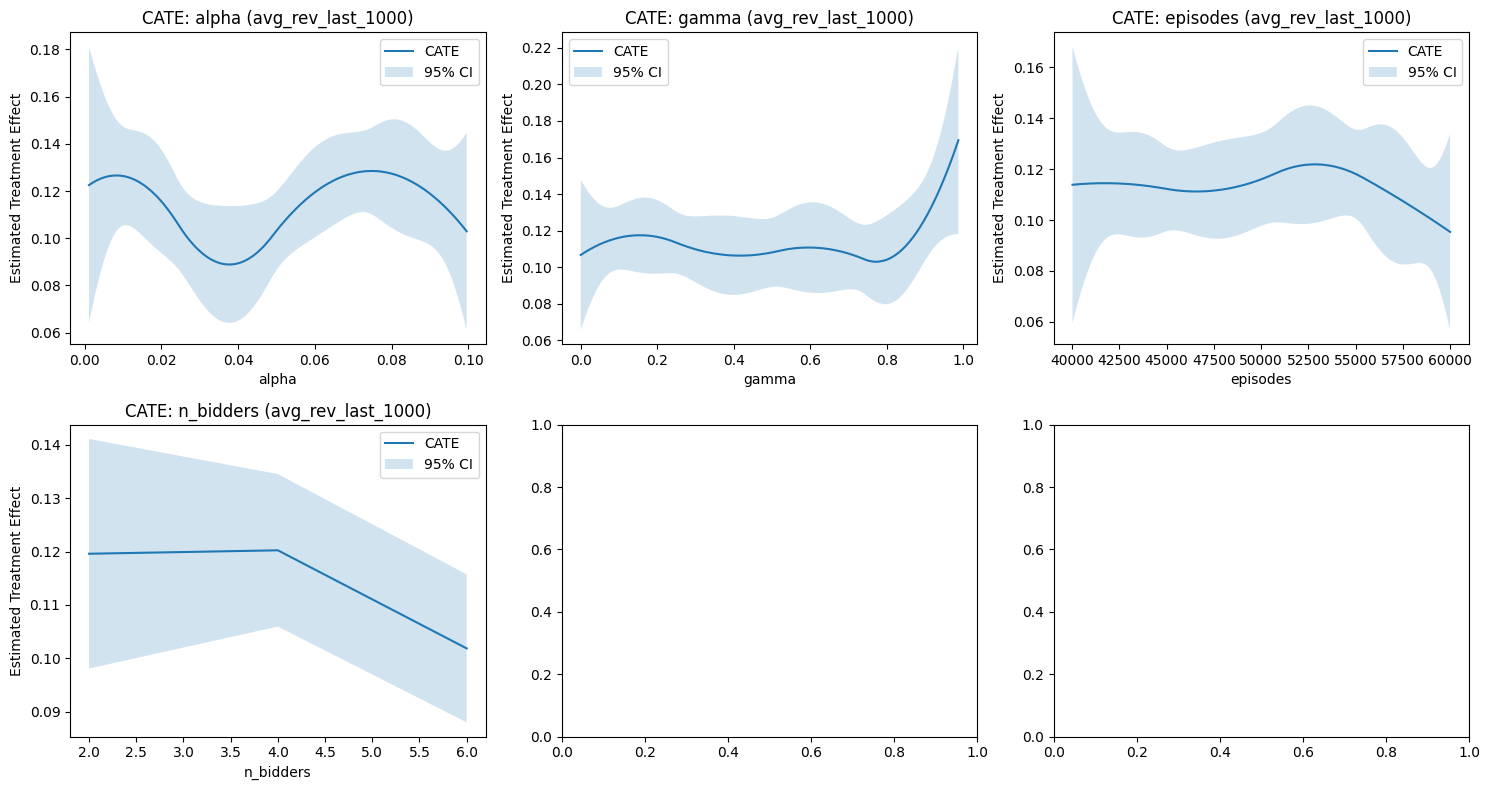 CATE: alpha (avg_rev_last_1000)
Estimated Treatment Effect
0.18
0.16
0.14
0.12
0.10
0.08
0.06
CATE
95% CI
0.00 0.02 0.04 0.06 0.08 0.10
alpha
CATE: gamma (avg_rev_last_1000)
Estimated Treatment Effect
0.22
0.20
0.18
0.16
0.14
0.12
0.10
0.08
0.06
CATE
95% CI
0.0 0.2 0.4 0.6 0.8 1.0
gamma
CATE: episodes (avg_rev_last_1000)
Estimated Treatment Effect
0.16
0.14
0.12
0.10
0.08
0.06
CATE
95% CI
40000 42500 45000 47500 50000 52500 55000 57500 60000
episodes
CATE: n_bidders (avg_rev_last_1000)
Estimated Treatment Effect
0.14
0.13
0.12
0.11
0.10
0.09
CATE
95% CI
2.0 2.5 3.0 3.5 4.0 4.5 5.0 5.5 6.0
n_bidders
1.0
0.8
0.6
0.4
0.2
0.0
0.0 0.2 0.4 0.6 0.8 1.0
1.0
0.8
0.6
0.4
0.2
0.0
0.0 0.2 0.4 0.6 0.8 1.0